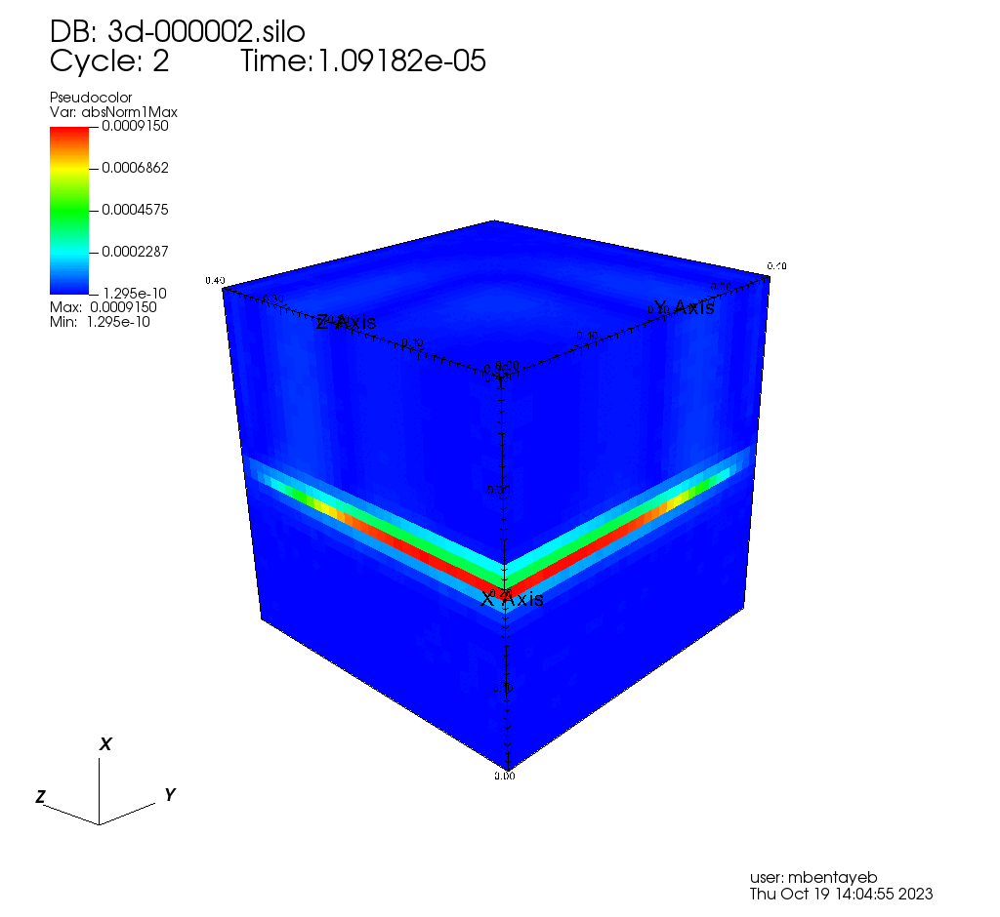 DB: 3d-000002.silo
Cycle: 2 Time:1.09182e-05
Pseudocolor
Var: absNorm1Max
0.0009150
0.0006862
0.0004575
0.0002287
1.295e-10
Max: 0.0009150
Min: 1.295e-10
0.40
0.40
Z Axis
Y Axis
0.10
X Axis
0.00
X
Z
Y
user: mbentayeb
Thu Oct 19 14:04:55 2023